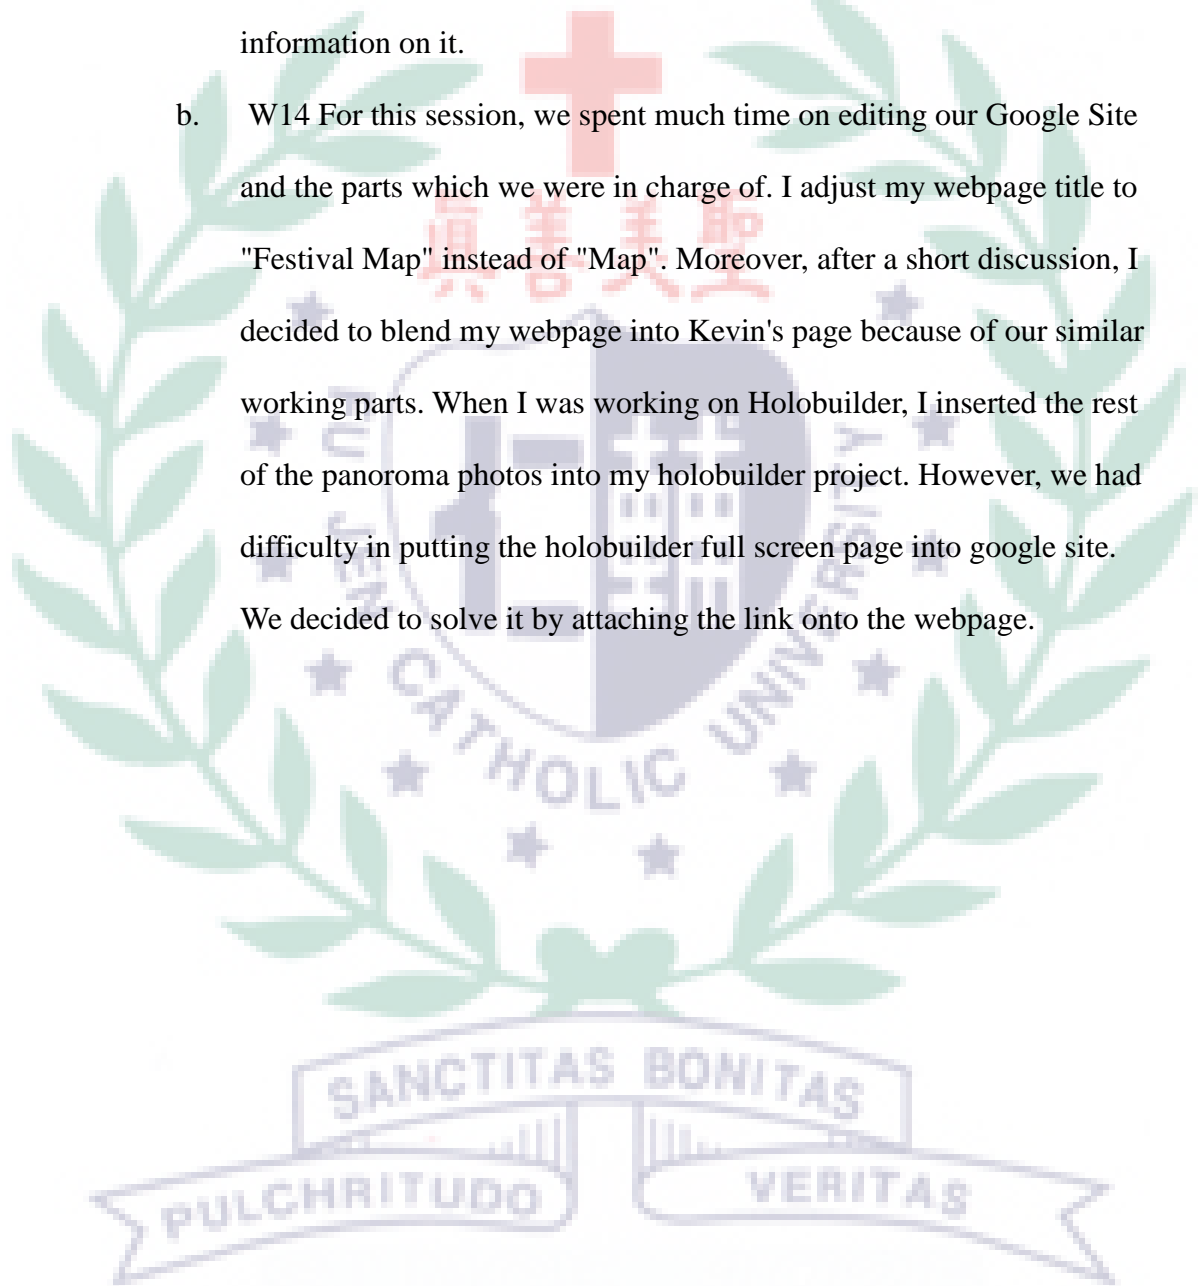 information on it.
b. W14 For this session, we spent much time on editing our Google Site
and the parts which we were in charge of. I adjust my webpage title to
"Festival Map" instead of "Map". Moreover, after a short discussion, I
decided to blend my webpage into Kevin's page because of our similar
working parts. When I was working on Holobuilder, I inserted the rest
of the panoroma photos into my holobuilder project. However, we had
difficulty in putting the holobuilder full screen page into google site.
We decided to solve it by attaching the link onto the webpage.
真善美聖
FU JEN CATHOLIC UNIVERSITY
SANCTITAS BONITAS
PULCHRITUDO VERITAS